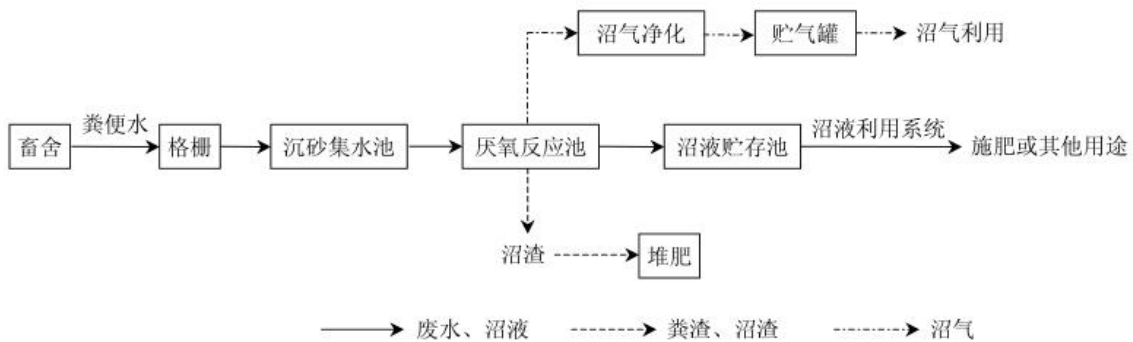 沼气净化
贮气罐
沼气利用
畜舍
粪便水
格栅
沉砂集水池
厌氧反应池
沼液贮存池
沼液利用系统
施肥或其他用途
沼渣
堆肥
废水、沼液
粪渣、沼渣
沼气